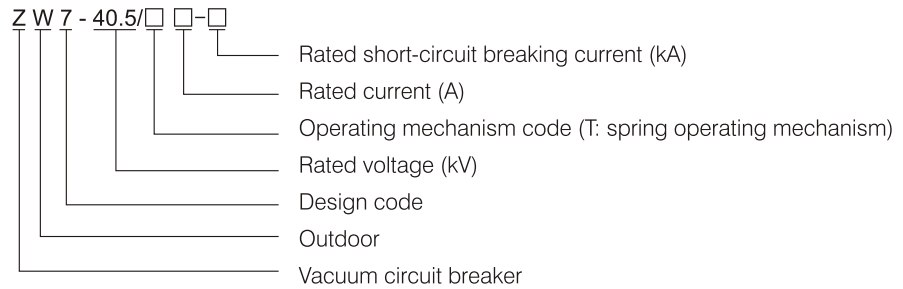 ZW7-40.5/□ □-□
Rated short-circuit breaking current (kA)
Rated current (A)
Operating mechanism code (T: spring operating mechanism)
Rated voltage (kV)
Design code
Outdoor
Vacuum circuit breaker